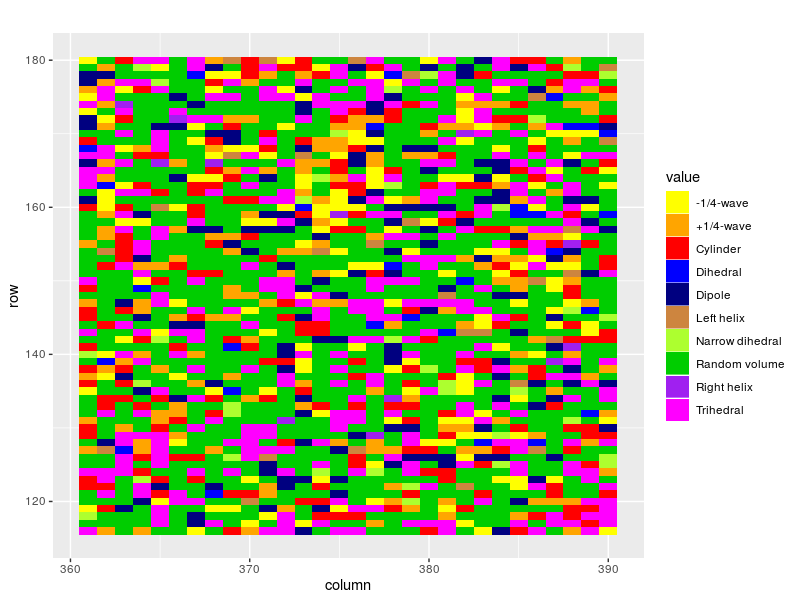 180
160
140
120
row
360
370
380
390
column
value
-1/4-wave
+1/4-wave
Cylinder
Dihedral
Dipole
Left helix
Narrow dihedral
Random volume
Right helix
Trihedral